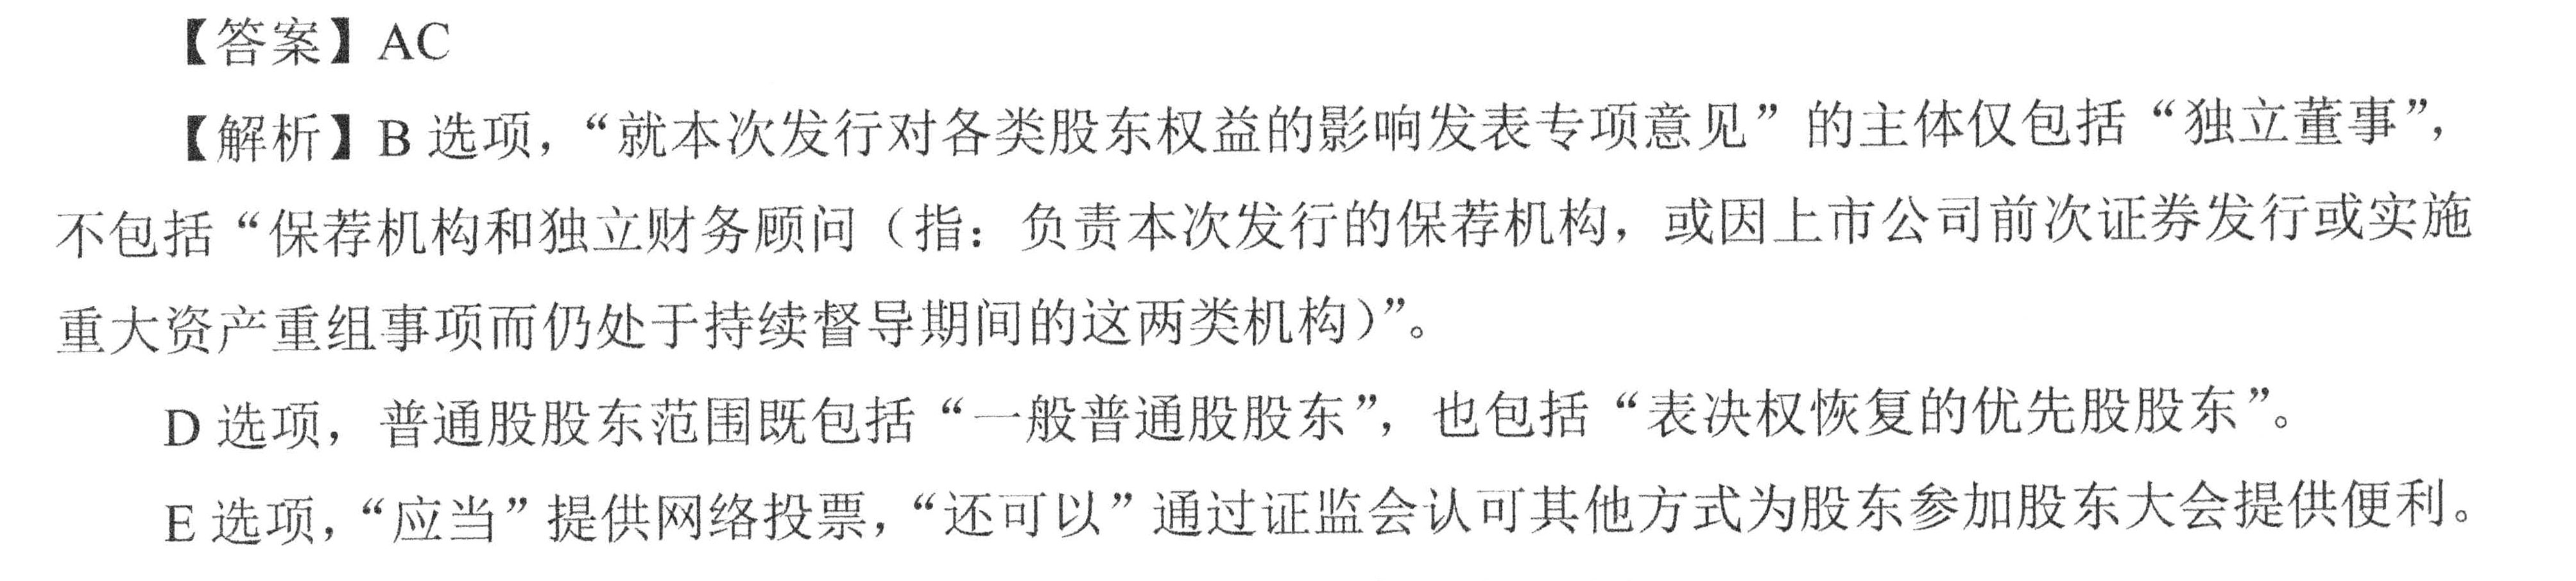 【答案】AC
【解析】B 选项，“就本次发行对各类股东权益的影响发表专项意见”的主体仅包括“独立董事”，
不包括“保荐机构和独立财务顾问（指：负责本次发行的保荐机构，或因上市公司前次证券发行或实施
重大资产重组事项而仍处于持续督导期间的这两类机构）”。
D 选项，普通股股东范围既包括“一般普通股股东”，也包括“表决权恢复的优先股股东”。
E 选项，“应当”提供网络投票，“还可以”通过证监会认可其他方式为股东参加股东大会提供便利。